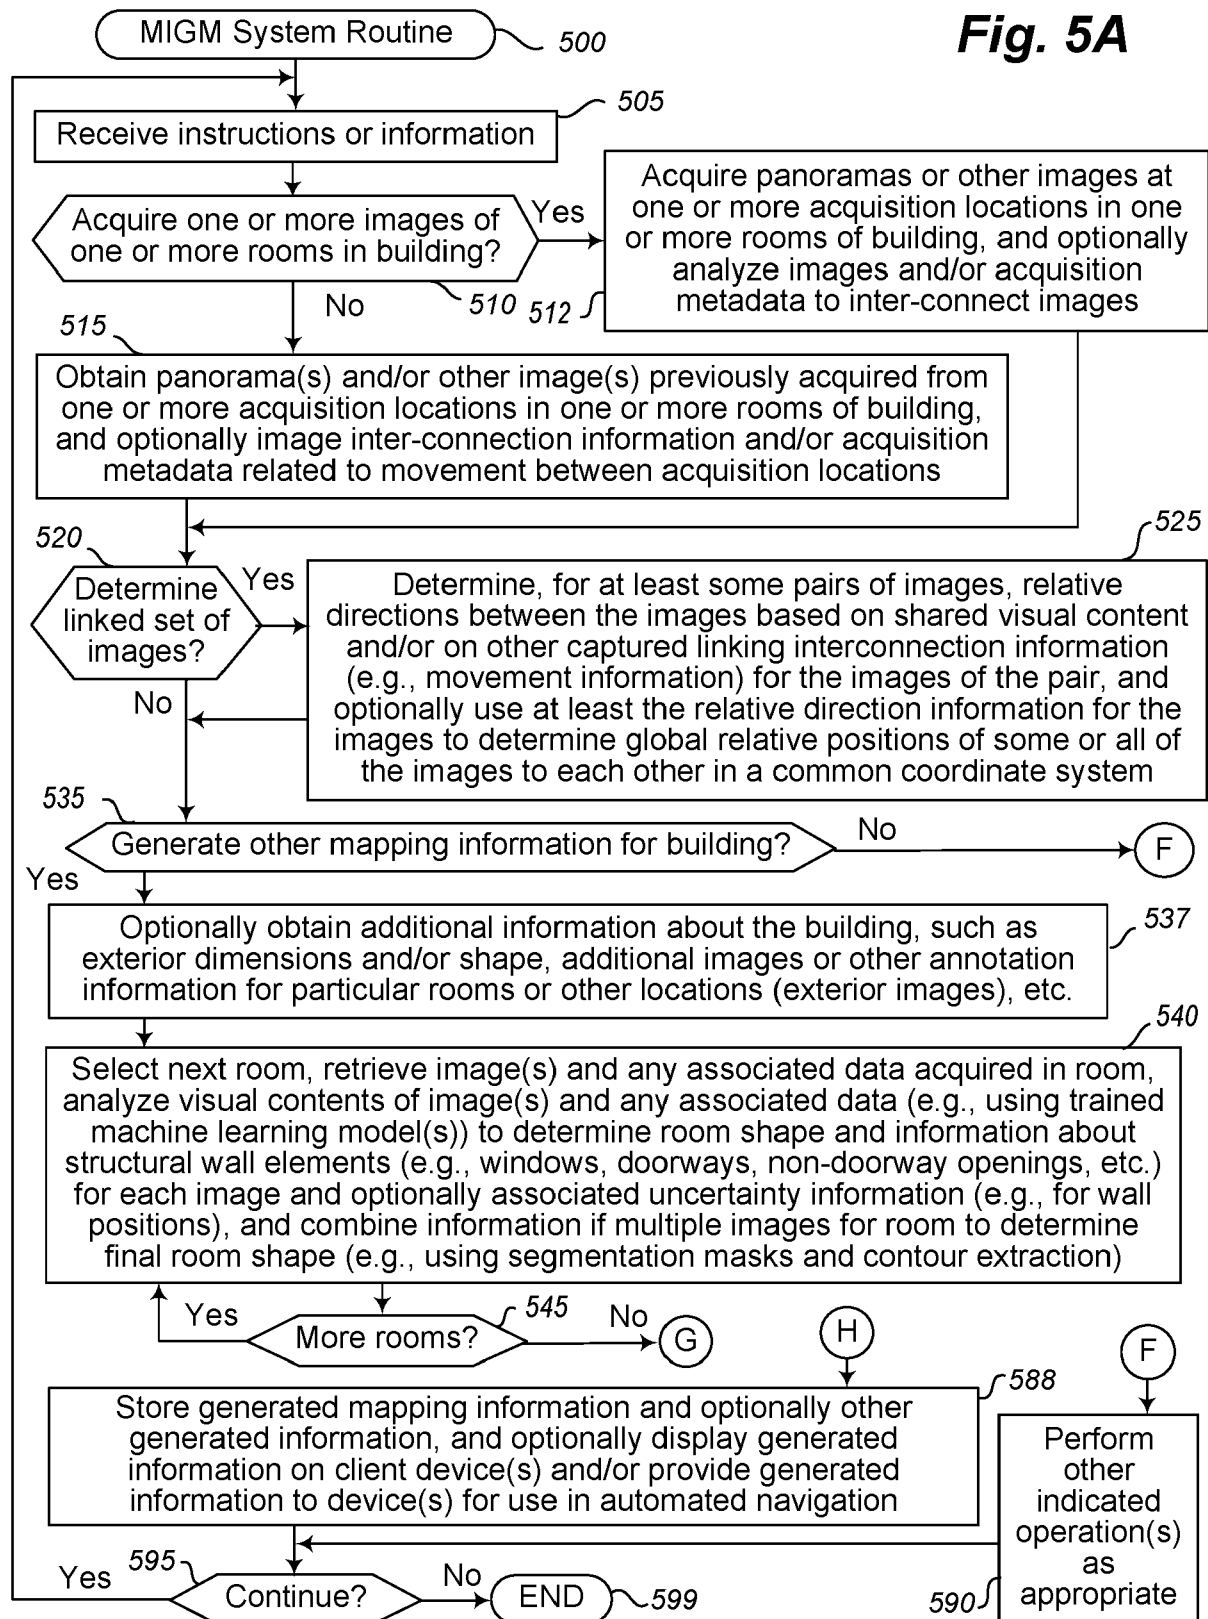 Fig. 5A
MIGM System Routine
500
505
Receive instructions or information
Acquire one or more images of
one or more rooms in building?
Yes
510
No
Acquire panoramas or other images at
one or more acquisition locations in one
or more rooms of building, and optionally
analyze images and/or acquisition
metadata to inter-connect images
512
515
Obtain panorama(s) and/or other image(s) previously acquired from
one or more acquisition locations in one or more rooms of building,
and optionally image inter-connection information and/or acquisition
metadata related to movement between acquisition locations
520
Determine
linked set of
images?
Yes
No
525
Determine, for at least some pairs of images, relative
directions between the images based on shared visual content
and/or on other captured linking interconnection information
(e.g., movement information) for the images of the pair, and
optionally use at least the relative direction information for the
images to determine global relative positions of some or all of
the images to each other in a common coordinate system
535
Generate other mapping information for building?
No
F
Yes
537
Optionally obtain additional information about the building, such as
exterior dimensions and/or shape, additional images or other annotation
information for particular rooms or other locations (exterior images), etc.
540
Select next room, retrieve image(s) and any associated data acquired in room,
analyze visual contents of image(s) and any associated data (e.g., using trained
machine learning model(s)) to determine room shape and information about
structural wall elements (e.g., windows, doorways, non-doorway openings, etc.)
for each image and optionally associated uncertainty information (e.g., for wall
positions), and combine information if multiple images for room to determine
final room shape (e.g., using segmentation masks and contour extraction)
Yes
545
More rooms?
No
G
H
F
588
Store generated mapping information and optionally other
generated information, and optionally display generated
information on client device(s) and/or provide generated
information to device(s) for use in automated navigation
Perform
other
indicated
operation(s)
as
appropriate
590
595
Yes
Continue?
No
END
599